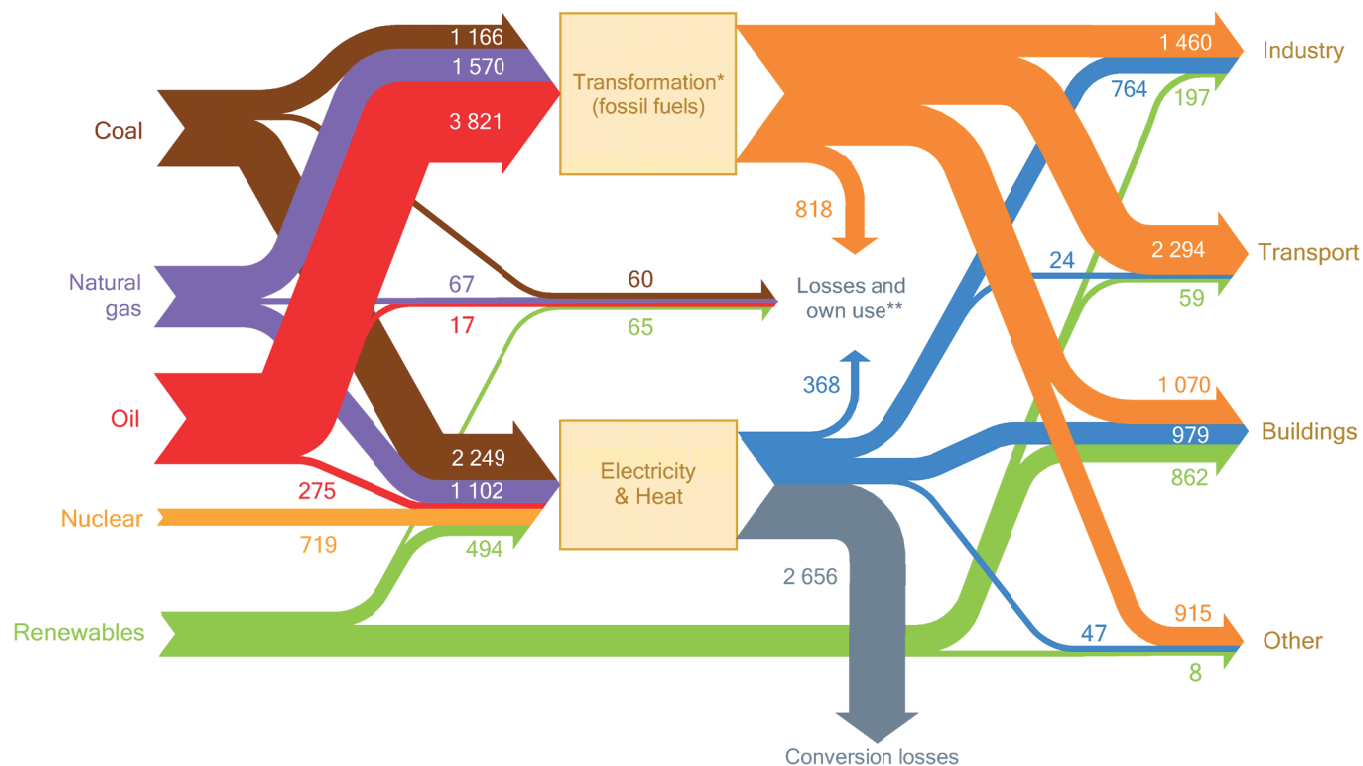 1 166
1 570
3 821
Transformation*
(fossil fuels)
1 460
Industry
764
197
Coal
818
2 294
Transport
24
59
Natural
gas
67
17
60
65
Losses and
own use**
368
1 070
979
Buildings
862
Oil
2 249
1 102
275
Electricity
& Heat
Nuclear
719
494
2 656
915
Other
47
8
Renewables
Conversion losses